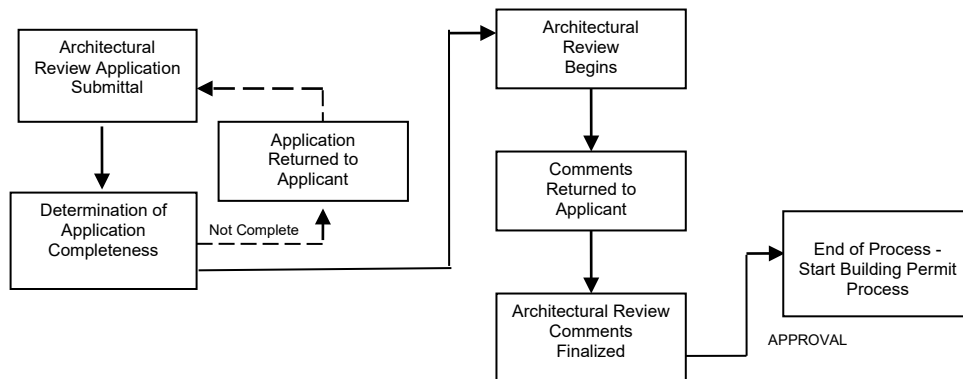 Architectural
Review Application
Submittal
Application
Returned to
Applicant
Determination of
Application
Completeness
Not Complete
Architectural
Review
Begins
Comments
Returned to
Applicant
Architectural Review
Comments
Finalized
APPROVAL
End of Process -
Start Building Permit
Process